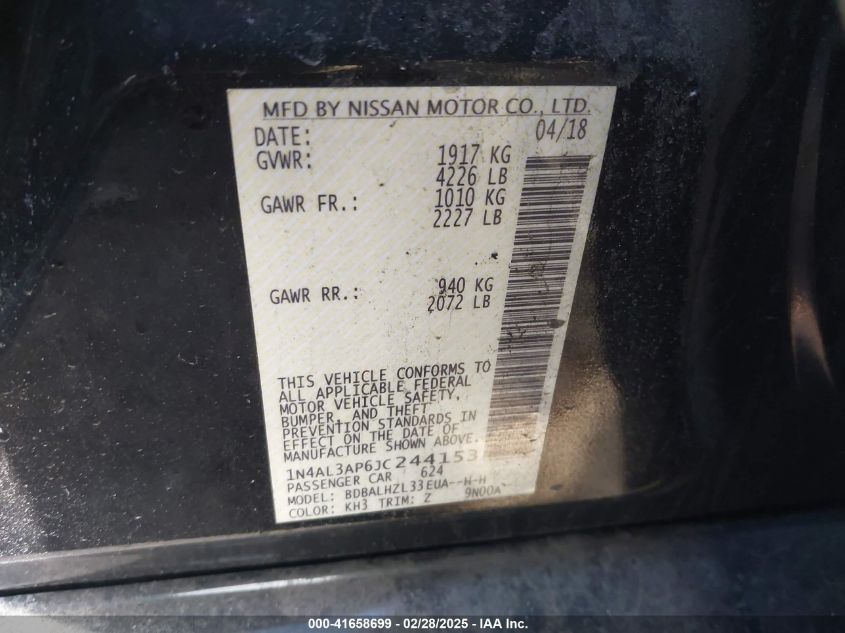 MFD BY NISSAN MOTOR CO., LTD.
DATE: 04/18
GVWR: 1917 KG
4226 LB
GAWR FR.: 1010 KG
2227 LB
GAWR RR.: 940 KG
2072 LB
THIS VEHICLE CONFORMS TO
ALL APPLICABLE FEDERAL
MOTOR VEHICLE SAFETY,
BUMPER, AND THEFT
PREVENTION STANDARDS IN
EFFECT ON THE DATE OF
MANUFACTURE SHOWN ABOVE.
1N4AL3AP6JC244153
PASSENGER CAR 624
MODEL: BDBALHZL33EUA--H-H
COLOR: KH3 TRIM: Z 9N00A
000-41658699 / 02/28/2025 - IAA Inc.